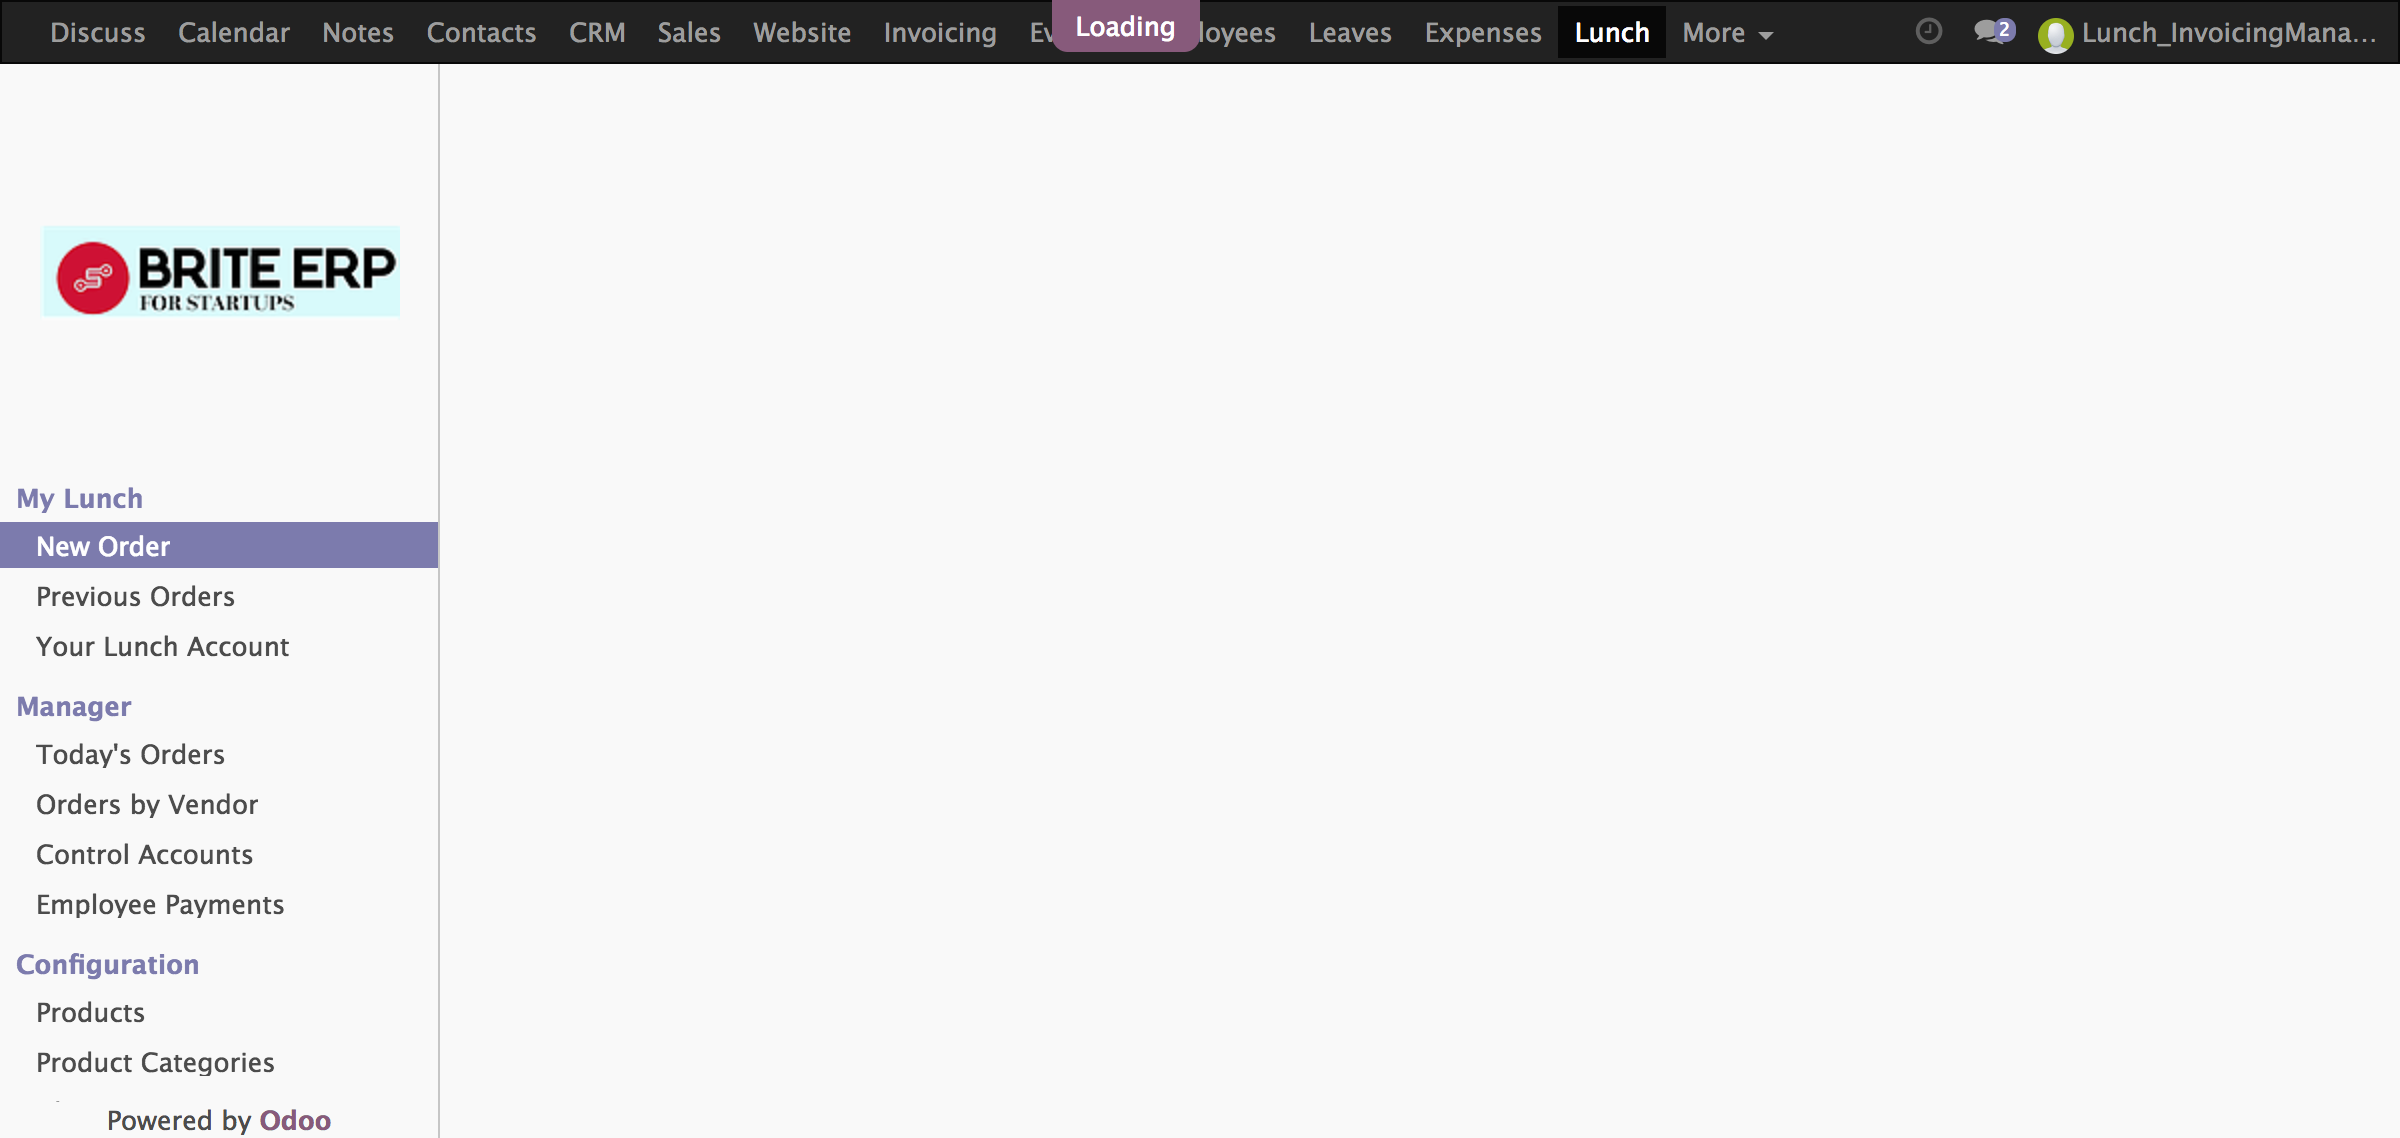 Discuss Calendar Notes Contacts CRM Sales Website Invoicing Loading Leaves Expenses Lunch More 2 Lunch_InvoicingMana...
BRITE ERP
FOR STARTUPS
My Lunch
New Order
Previous Orders
Your Lunch Account
Manager
Today's Orders
Orders by Vendor
Control Accounts
Employee Payments
Configuration
Products
Product Categories
Powered by Odoo